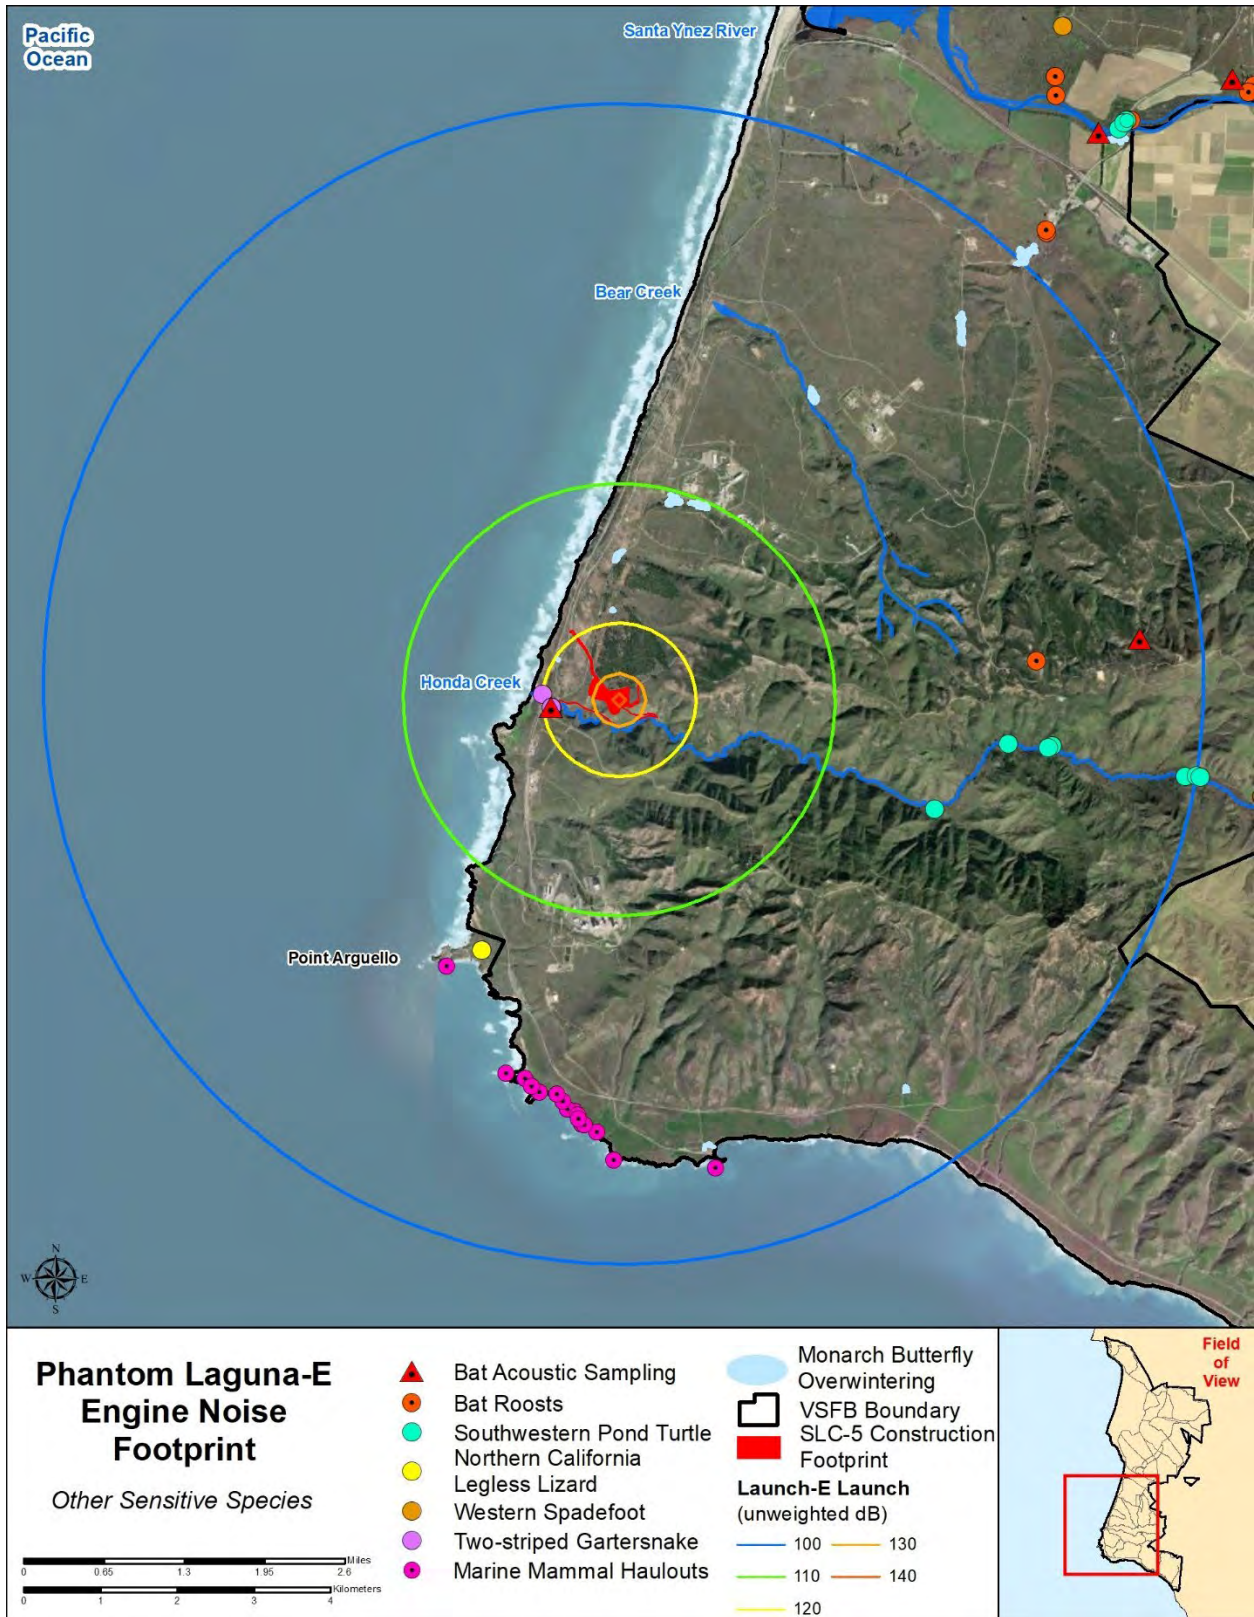 Pacific
Ocean
Santa Ynez River
Bear Creek
Honda Creek
Point Arguello
N
W E
S
Phantom Laguna-E
Engine Noise
Footprint
Other Sensitive Species
Miles
0 0.65 1.3 1.95 2.6
Kilometers
0 1 2 3 4
Bat Acoustic Sampling
Bat Roosts
Southwestern Pond Turtle
Northern California
Legless Lizard
Western Spadefoot
Two-striped Gartersnake
Marine Mammal Haulouts
Monarch Butterfly
Overwintering
VSFB Boundary
SLC-5 Construction
Footprint
Launch-E Launch
(unweighted dB)
100 130
110 140
120
Field
of
View